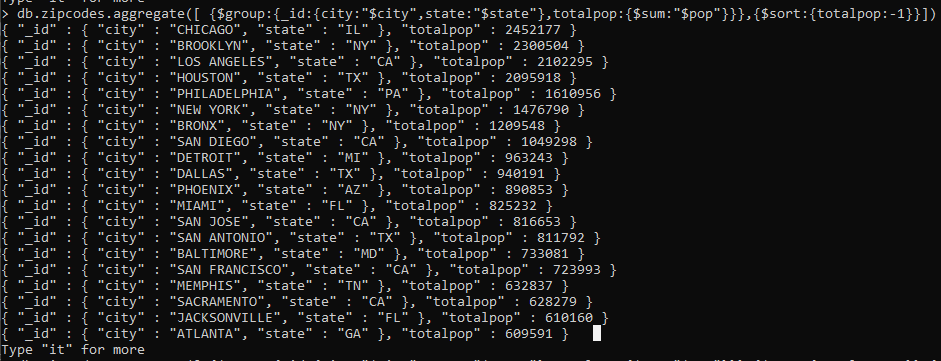 Type "it" for more
> db.zipcodes.aggregate([ {$group:{_id:{city:"$city",state:"$state"},totalpop:{$sum:"$pop"}}},{$sort:{totalpop:-1}}])
{ "_id" : { "city" : "CHICAGO", "state" : "IL" }, "totalpop" : 2452177 }
{ "_id" : { "city" : "BROOKLYN", "state" : "NY" }, "totalpop" : 2300504 }
{ "_id" : { "city" : "LOS ANGELES", "state" : "CA" }, "totalpop" : 2102295 }
{ "_id" : { "city" : "HOUSTON", "state" : "TX" }, "totalpop" : 2095918 }
{ "_id" : { "city" : "PHILADELPHIA", "state" : "PA" }, "totalpop" : 1610956 }
{ "_id" : { "city" : "NEW YORK", "state" : "NY" }, "totalpop" : 1476790 }
{ "_id" : { "city" : "BRONX", "state" : "NY" }, "totalpop" : 1209548 }
{ "_id" : { "city" : "SAN DIEGO", "state" : "CA" }, "totalpop" : 1049298 }
{ "_id" : { "city" : "DETROIT", "state" : "MI" }, "totalpop" : 963243 }
{ "_id" : { "city" : "DALLAS", "state" : "TX" }, "totalpop" : 940191 }
{ "_id" : { "city" : "PHOENIX", "state" : "AZ" }, "totalpop" : 890853 }
{ "_id" : { "city" : "MIAMI", "state" : "FL" }, "totalpop" : 825232 }
{ "_id" : { "city" : "SAN JOSE", "state" : "CA" }, "totalpop" : 816653 }
{ "_id" : { "city" : "SAN ANTONIO", "state" : "TX" }, "totalpop" : 811792 }
{ "_id" : { "city" : "BALTIMORE", "state" : "MD" }, "totalpop" : 733081 }
{ "_id" : { "city" : "SAN FRANCISCO", "state" : "CA" }, "totalpop" : 723993 }
{ "_id" : { "city" : "MEMPHIS", "state" : "TN" }, "totalpop" : 632837 }
{ "_id" : { "city" : "SACRAMENTO", "state" : "CA" }, "totalpop" : 628279 }
{ "_id" : { "city" : "JACKSONVILLE", "state" : "FL" }, "totalpop" : 610160 }
{ "_id" : { "city" : "ATLANTA", "state" : "GA" }, "totalpop" : 609591 }
Type "it" for more